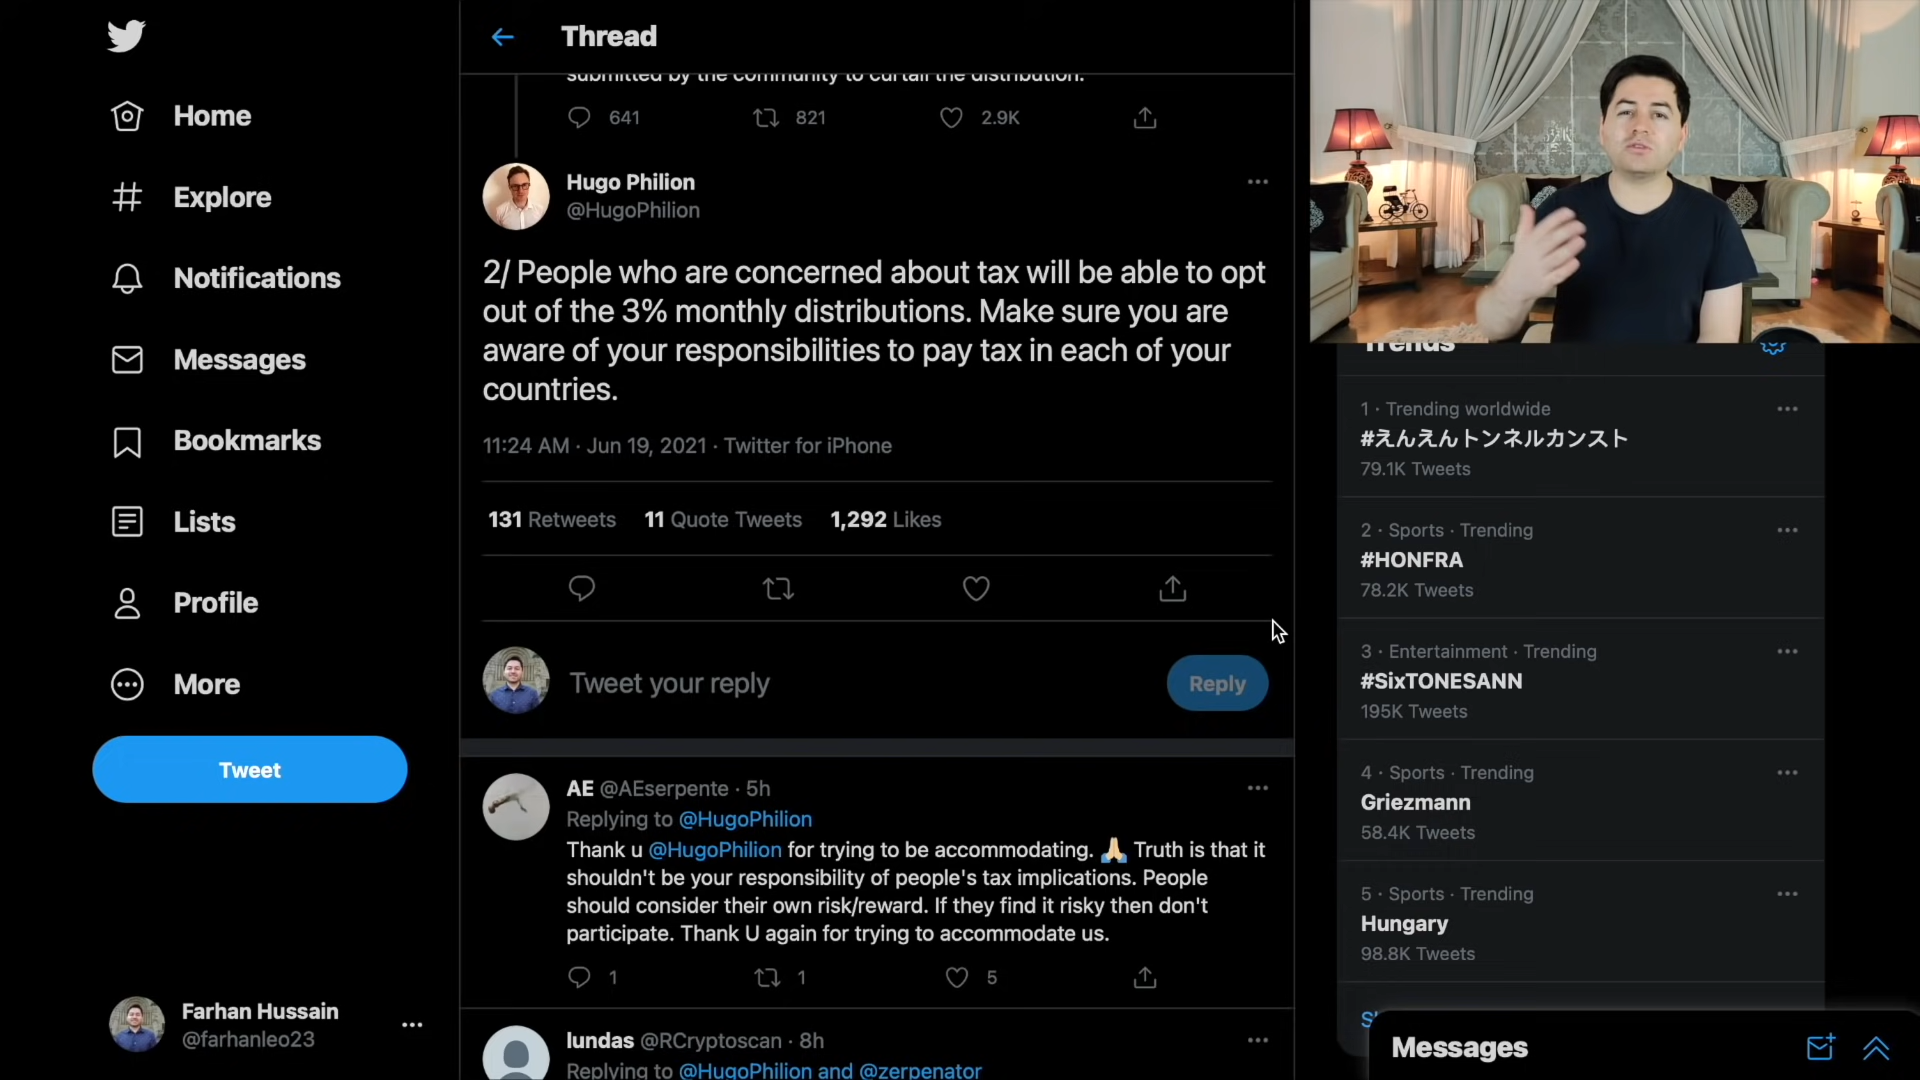 Home
Explore
Notifications
Messages
Bookmarks
Lists
Profile
More
Tweet
Farhan Hussain
@farhanleo23
Thread
submitted by the community to curtail the distribution.
641 821 2.9K
Hugo Philion
@HugoPhilion
2/ People who are concerned about tax will be able to opt
out of the 3% monthly distributions. Make sure you are
aware of your responsibilities to pay tax in each of your
countries.
11:24 AM · Jun 19, 2021 · Twitter for iPhone
131 Retweets 11 Quote Tweets 1,292 Likes
Tweet your reply
Reply
AE @AEserpente · 5h
Replying to @HugoPhilion
Thank u @HugoPhilion for trying to be accommodating. 🙏🏼 Truth is that it
shouldn't be your responsibility of people's tax implications. People
should consider their own risk/reward. If they find it risky then don't
participate. Thank U again for trying to accommodate us.
1 1 5
lundas @RCryptoscan · 8h
Replying to @HugoPhilion and @zerpenator
Trends
1 · Trending worldwide
#えんえんトンネルカンスト
79.1K Tweets
2 · Sports · Trending
#HONFRA
78.2K Tweets
3 · Entertainment · Trending
#SixTONESANN
195K Tweets
4 · Sports · Trending
Griezmann
58.4K Tweets
5 · Sports · Trending
Hungary
98.8K Tweets
Messages